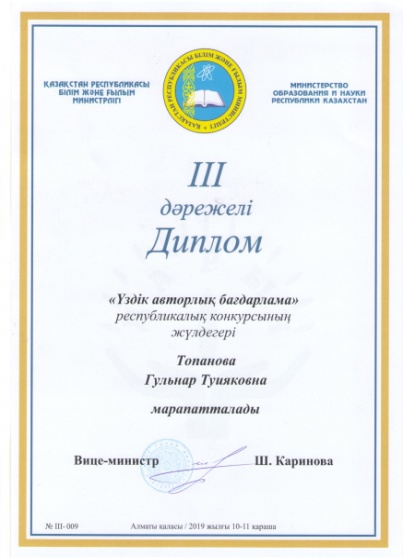 ҚАЗАҚСТАН РЕСПУБЛИКАСЫ
БІЛІМ ЖӘНЕ ҒЫЛЫМ
МИНИСТРЛІГІ
ҚАЗАҚСТАН РЕСПУБЛИКАСЫ БІЛІМ ЖӘНЕ ҒЫЛЫМ МИНИСТРЛІГІ
МИНИСТЕРСТВО
ОБРАЗОВАНИЯ И НАУКИ
РЕСПУБЛИКИ КАЗАХСТАН
III
дәрежелі
Диплом
«Үздік авторлық бағдарлама»
республикалық конкурсының
жүлдегері
Топанова
Гульнар Туияковна
марапатталады
Вице-министр
Ш. Каринова
№ III- 009
Алматы қаласы / 2019 жылғы 10-11 қараша